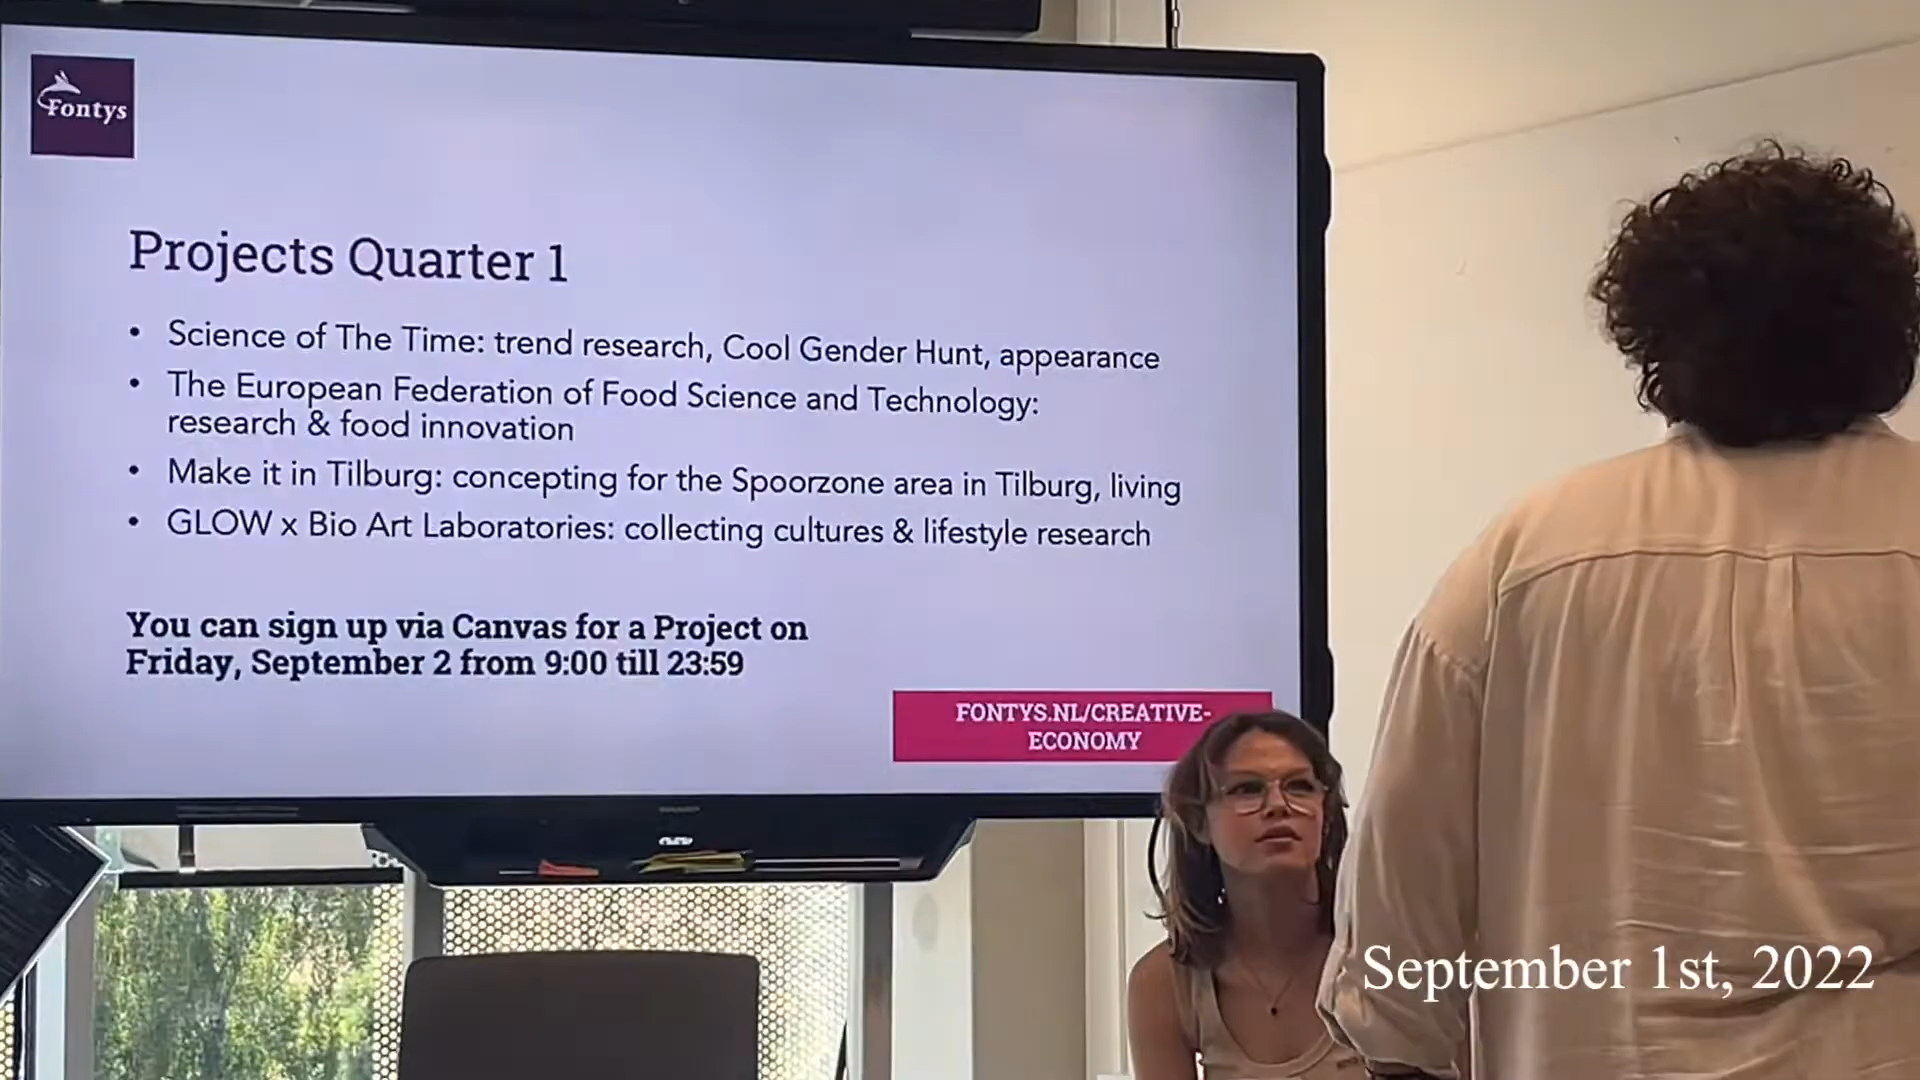 Fontys
Projects Quarter 1
• Science of The Time: trend research, Cool Gender Hunt, appearance
• The European Federation of Food Science and Technology:
research & food innovation
• Make it in Tilburg: concepting for the Spoorzone area in Tilburg, living
• GLOW x Bio Art Laboratories: collecting cultures & lifestyle research
You can sign up via Canvas for a Project on
Friday, September 2 from 9:00 till 23:59
FONTYS.NL/CREATIVE-
ECONOMY
September 1st, 2022